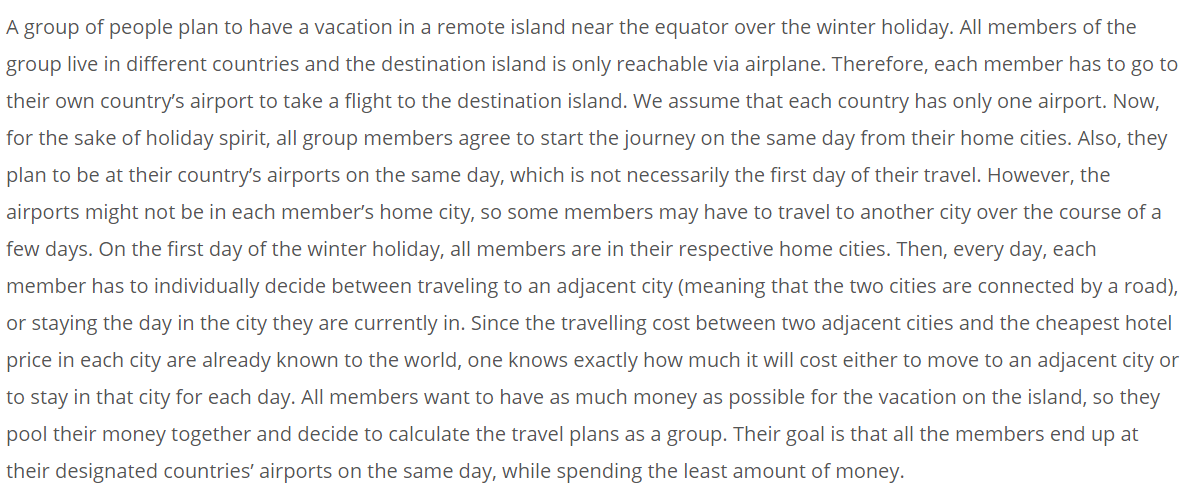 A group of people plan to have a vacation in a remote island near the equator over the winter holiday. All members of the
group live in different countries and the destination island is only reachable via airplane. Therefore, each member has to go to
their own country’s airport to take a flight to the destination island. We assume that each country has only one airport. Now,
for the sake of holiday spirit, all group members agree to start the journey on the same day from their home cities. Also, they
plan to be at their country’s airports on the same day, which is not necessarily the first day of their travel. However, the
airports might not be in each member’s home city, so some members may have to travel to another city over the course of a
few days. On the first day of the winter holiday, all members are in their respective home cities. Then, every day, each
member has to individually decide between traveling to an adjacent city (meaning that the two cities are connected by a road),
or staying the day in the city they are currently in. Since the travelling cost between two adjacent cities and the cheapest hotel
price in each city are already known to the world, one knows exactly how much it will cost either to move to an adjacent city or
to stay in that city for each day. All members want to have as much money as possible for the vacation on the island, so they
pool their money together and decide to calculate the travel plans as a group. Their goal is that all the members end up at
their designated countries’ airports on the same day, while spending the least amount of money.